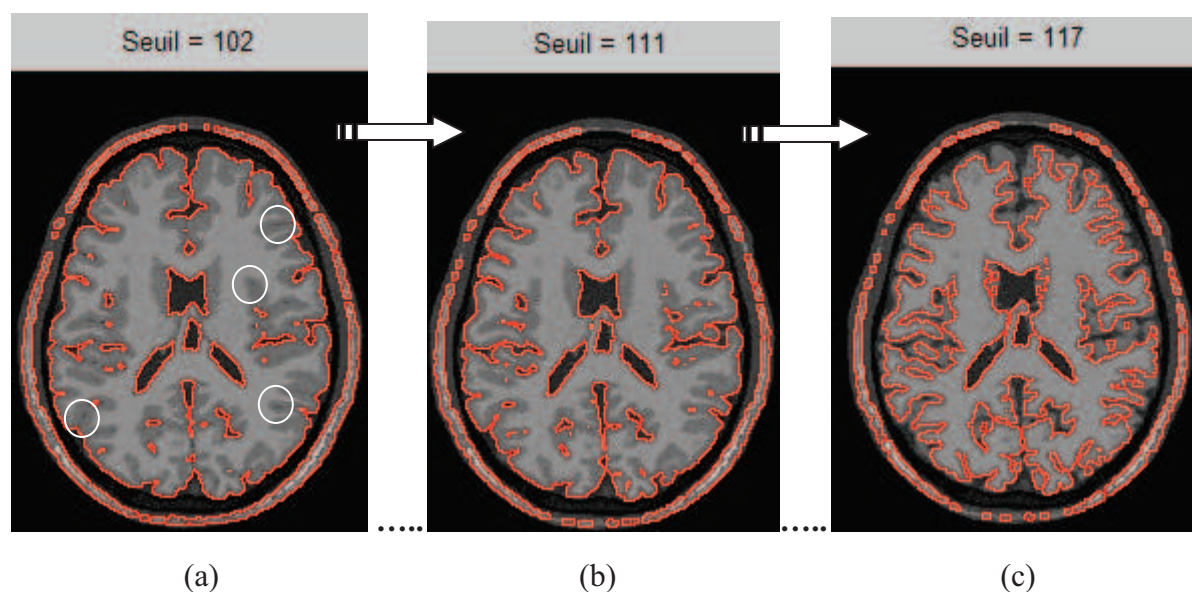 Seuil = 102
Seuil = 111
Seuil = 117
(a)
(b)
(c)